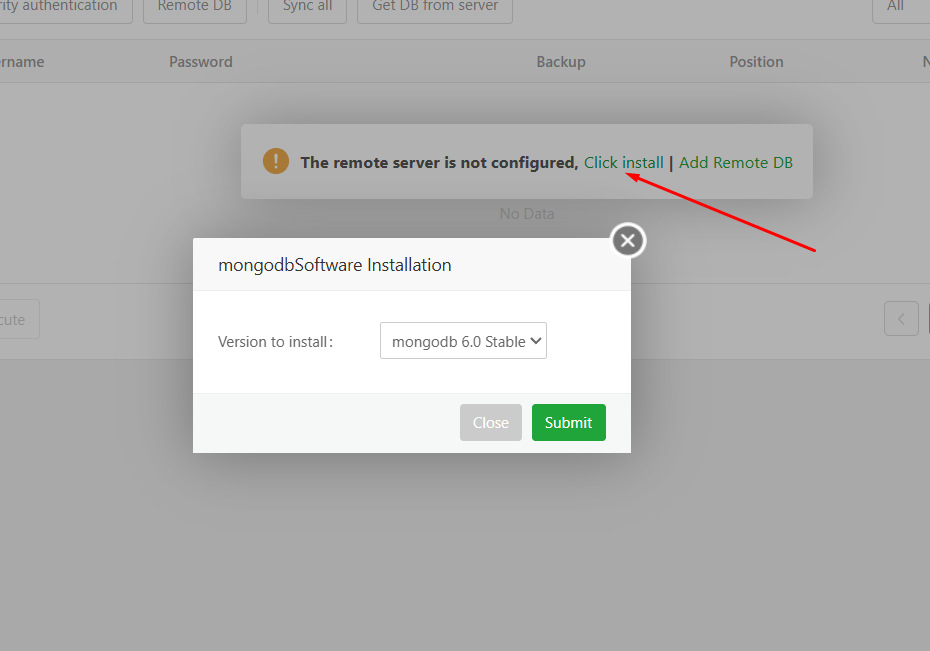 rity authentication Remote DB Sync all Get DB from server All
rname Password Backup Position N
The remote server is not configured, Click install | Add Remote DB
No Data
mongodbSoftware Installation
cute
Version to install: mongodb 6.0 Stable
Close Submit